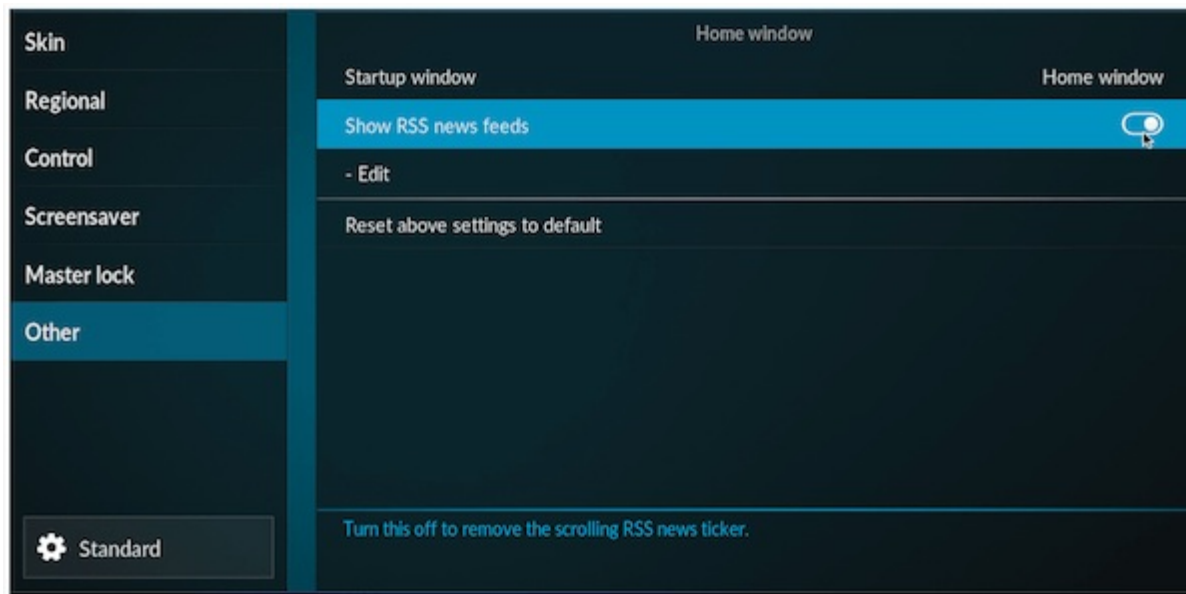 Skin
Regional
Control
Screensaver
Master lock
Other
Standard
Home window
Startup window Home window
Show RSS news feeds
- Edit
Reset above settings to default
Turn this off to remove the scrolling RSS news ticker.